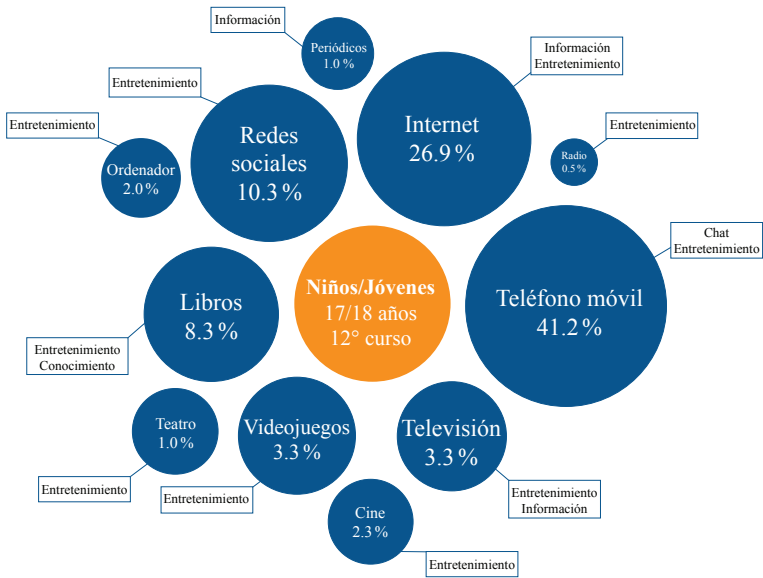 Información
Periódicos
1.0 %
Información
Entretenimiento
Entretenimiento
Internet
26.9 %
Entretenimiento
Redes
sociales
10.3 %
Entretenimiento
Ordenador
2.0 %
Radio
0.5 %
Chat
Entretenimiento
Niños/Jóvenes
17/18 años
12° curso
Teléfono móvil
41.2 %
Libros
8.3 %
Entretenimiento
Conocimiento
Teatro
1.0 %
Videojuegos
3.3 %
Televisión
3.3 %
Entretenimiento
Entretenimiento
Entretenimiento
Información
Cine
2.3 %
Entretenimiento